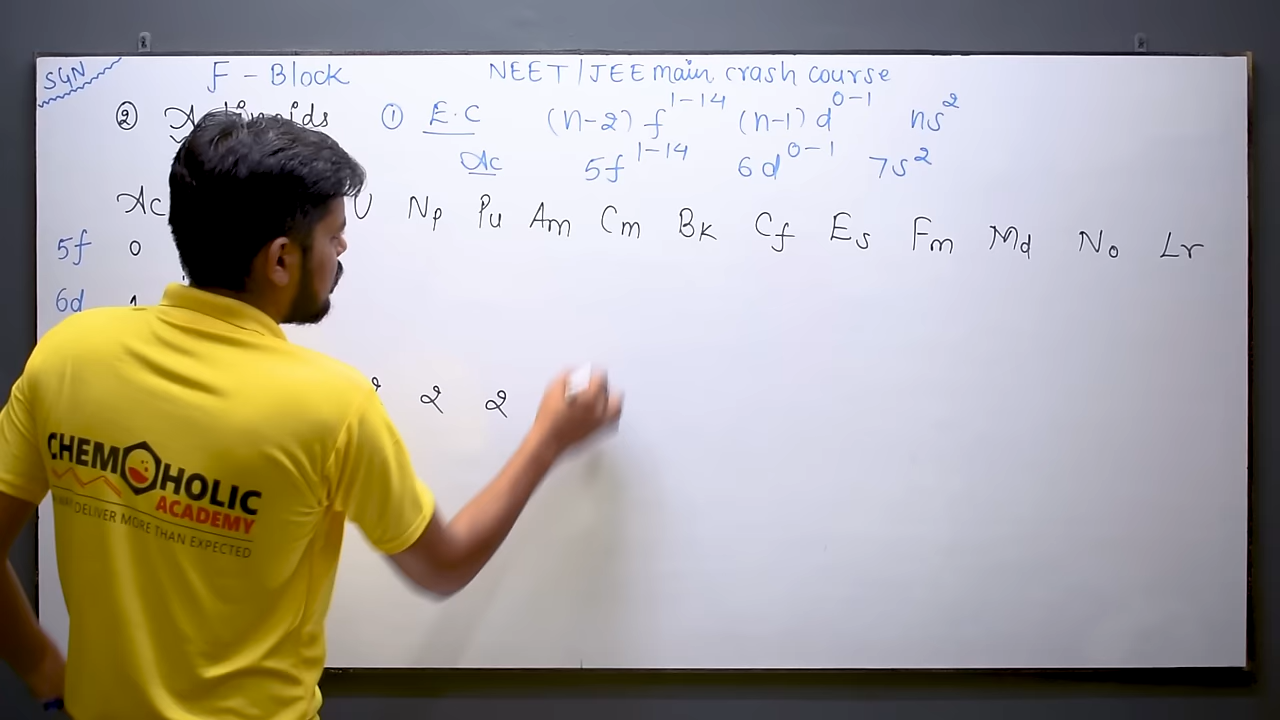 SGN F - Block NEET/JEE main crash course
② Actinoids ① E.C (n-2) f¹⁻¹⁴ (n-1) d⁰⁻¹ ns²
Ac 5f¹⁻¹⁴ 6d⁰⁻¹ 7s²
Ac U Np Pu Am Cm Bk Cf Es Fm Md No Lr
5f 0
6d 1
2 2
CHEMOHOLIC
ACADEMY
DELIVER MORE THAN EXPECTED